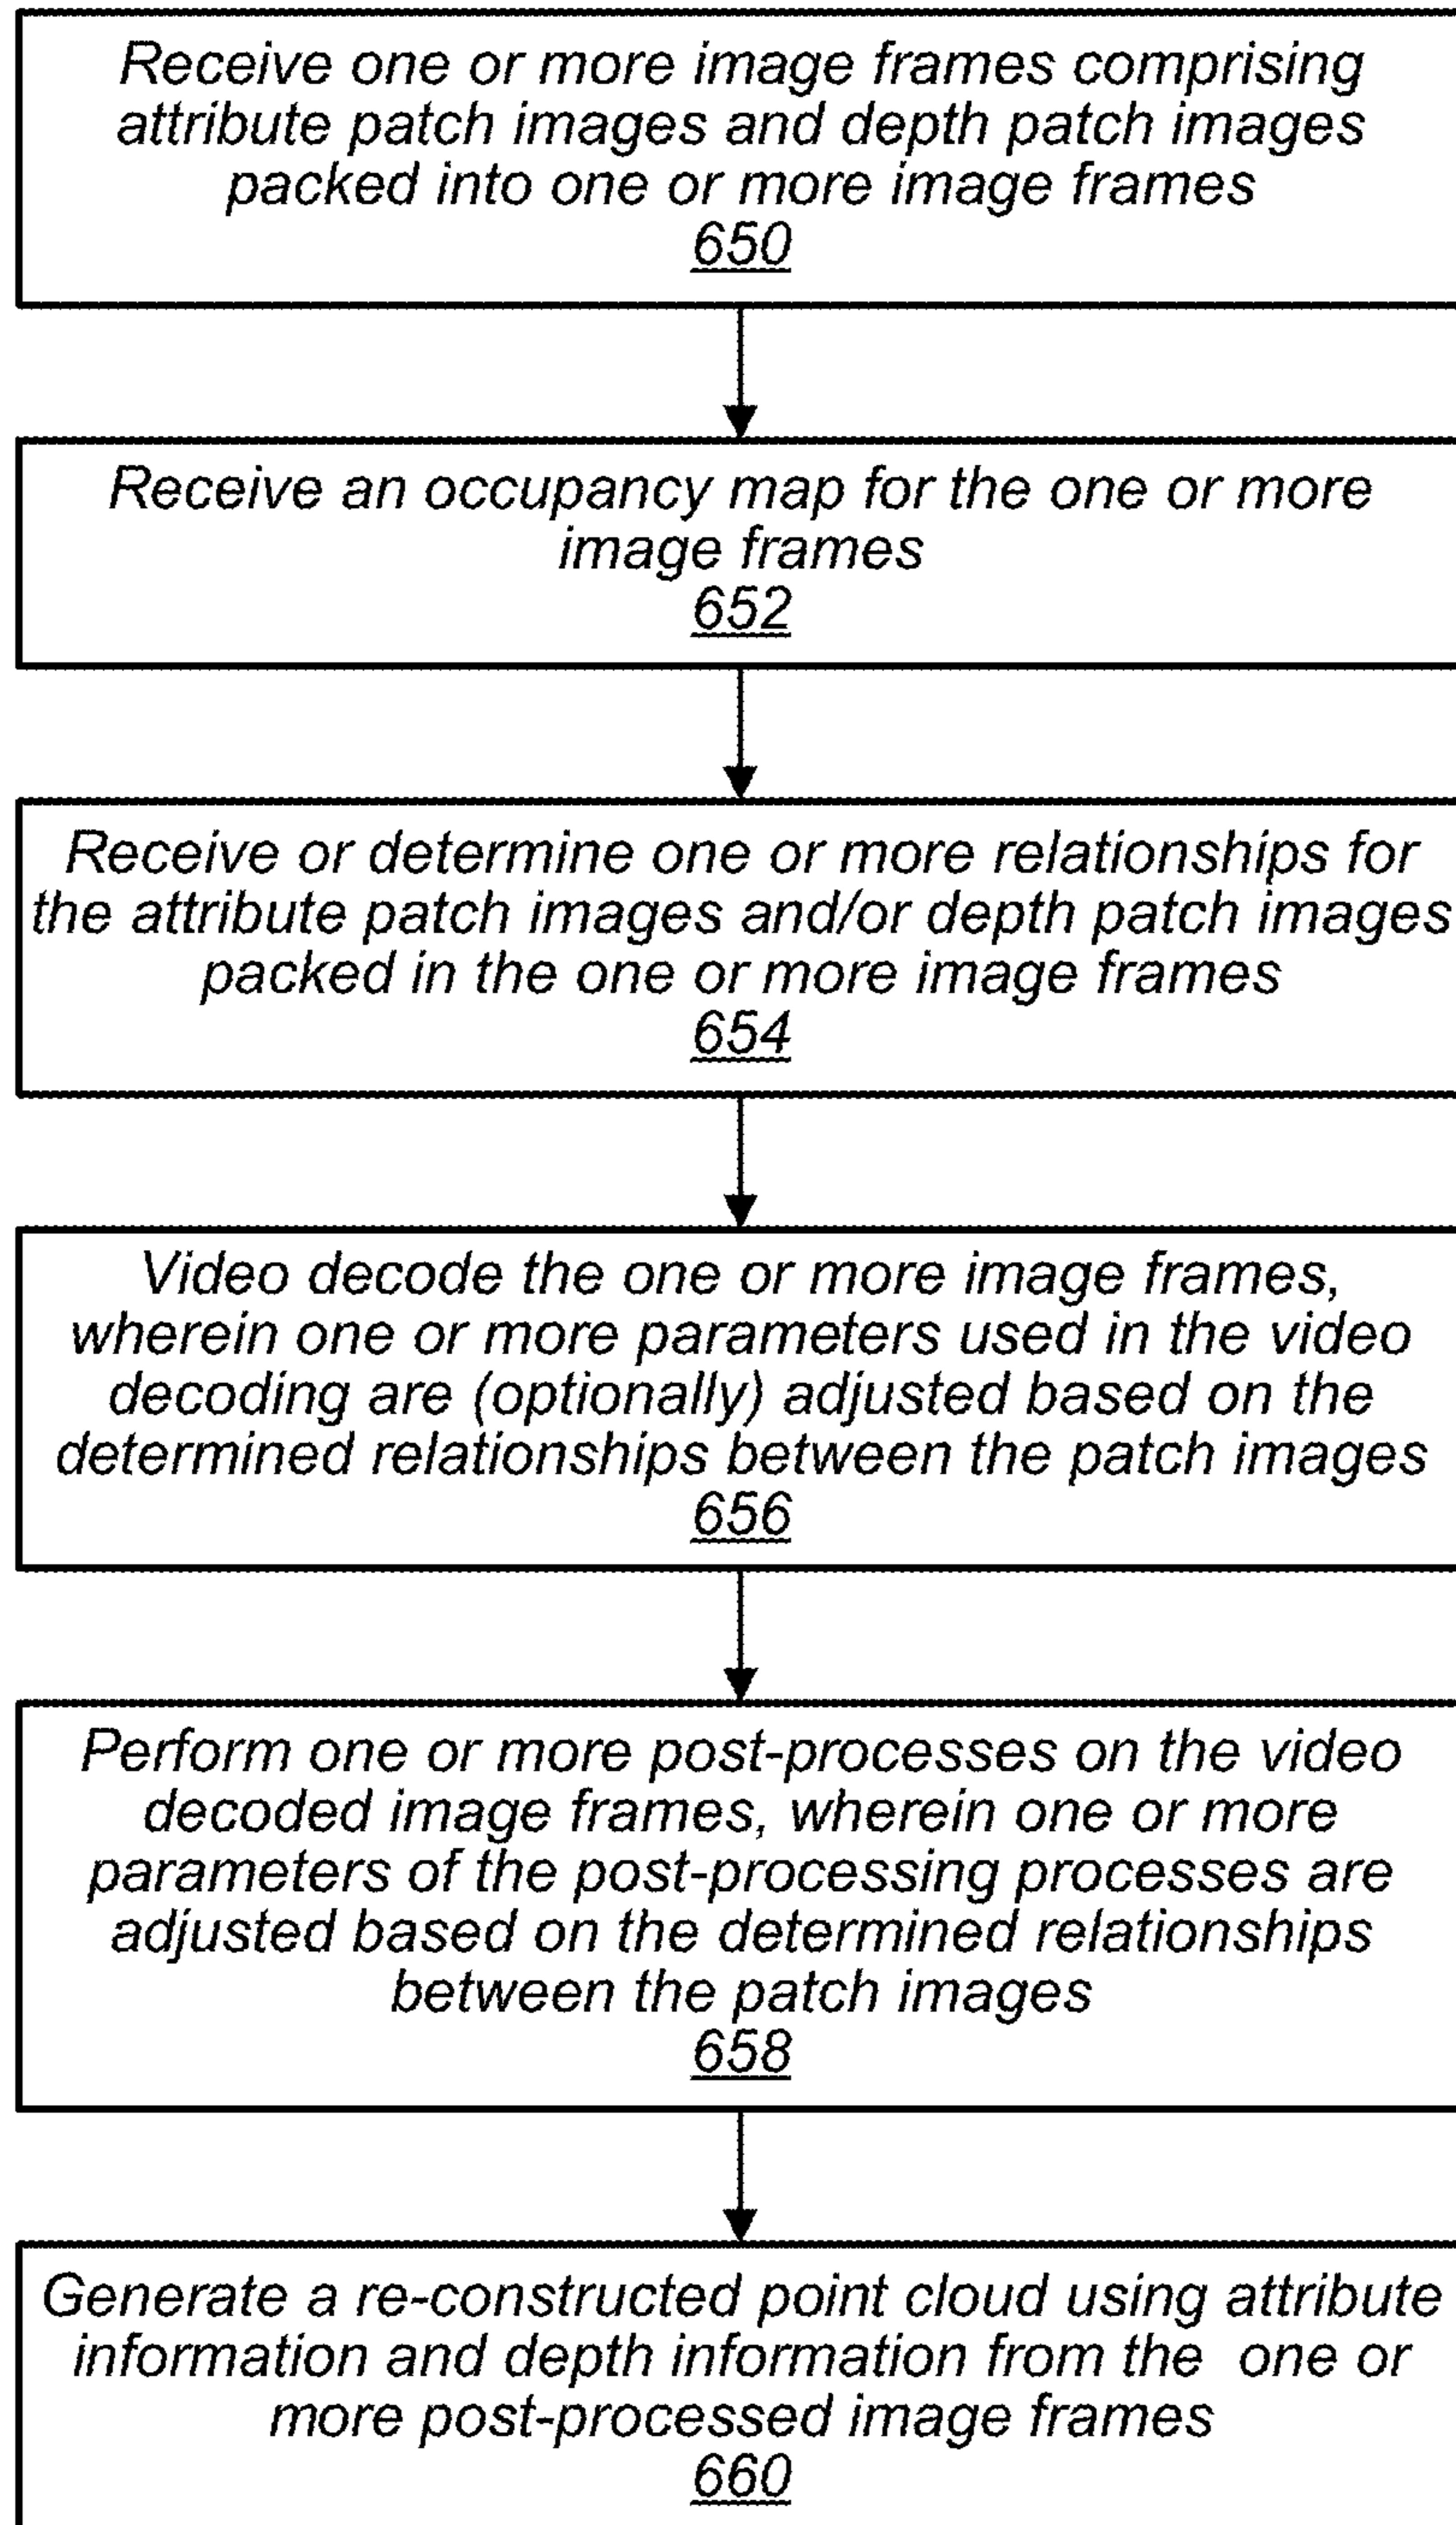 Receive one or more image frames comprising
attribute patch images and depth patch images
packed into one or more image frames
650
Receive an occupancy map for the one or more
image frames
652
Receive or determine one or more relationships for
the attribute patch images and/or depth patch images
packed in the one or more image frames
654
Video decode the one or more image frames,
wherein one or more parameters used in the video
decoding are (optionally) adjusted based on the
determined relationships between the patch images
656
Perform one or more post-processes on the video
decoded image frames, wherein one or more
parameters of the post-processing processes are
adjusted based on the determined relationships
between the patch images
658
Generate a re-constructed point cloud using attribute
information and depth information from the one or
more post-processed image frames
660